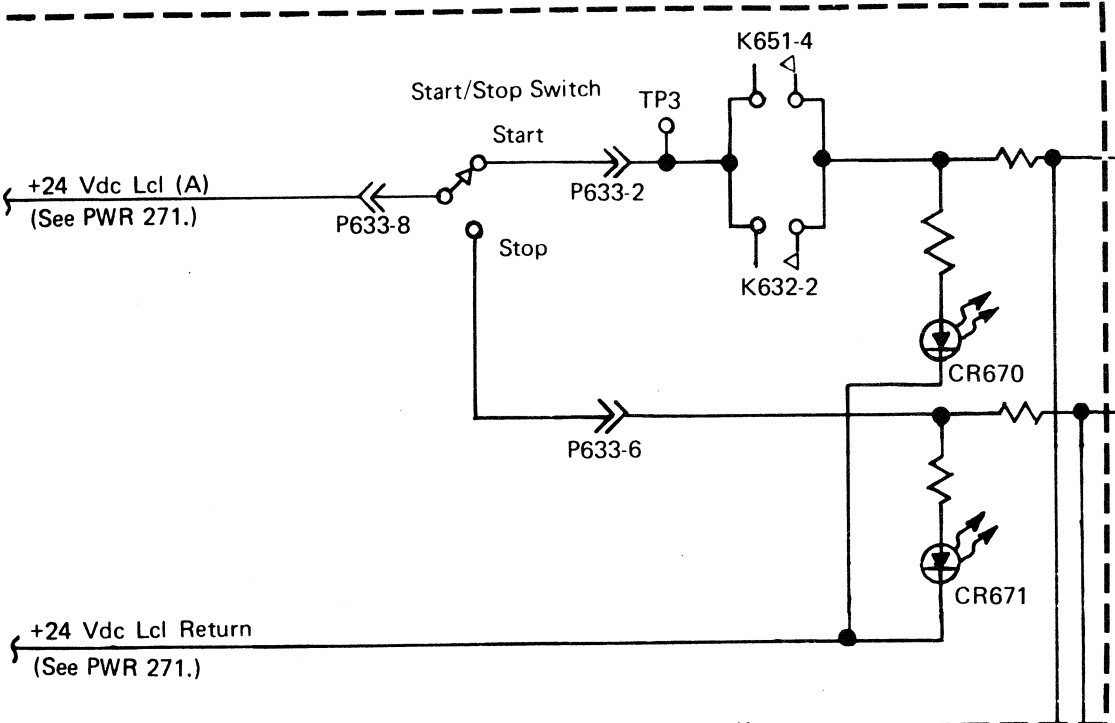 K651-4
Start/Stop Switch
TP3
Start
+24 Vdc Lcl (A)
(See PWR 271.)
P633-8
P633-2
Stop
K632-2
CR670
P633-6
CR671
+24 Vdc Lcl Return
(See PWR 271.)